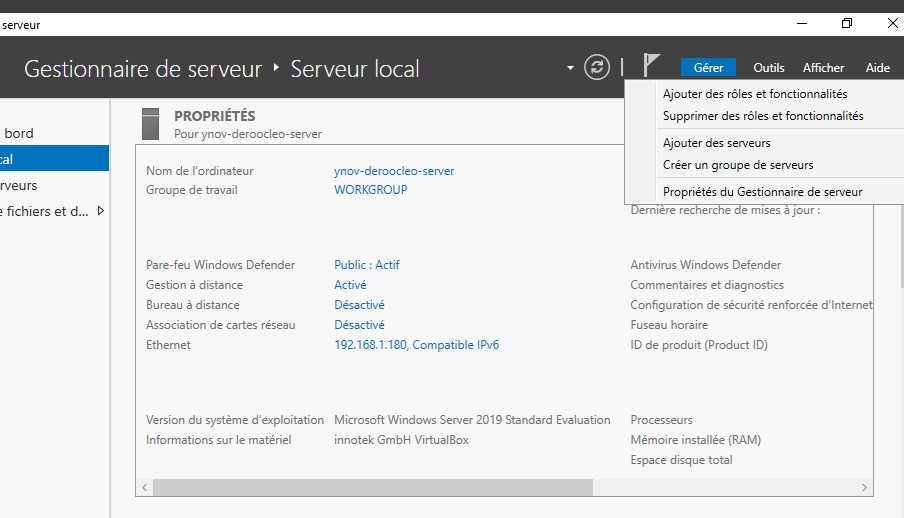 serveur
Gestionnaire de serveur ‣ Serveur local
Gérer Outils Afficher Aide
Ajouter des rôles et fonctionnalités
Supprimer des rôles et fonctionnalités
Ajouter des serveurs
Créer un groupe de serveurs
Propriétés du Gestionnaire de serveur
bord
cal
rveurs
e fichiers et d...
PROPRIÉTÉS
Pour ynov-deroocleo-server
Nom de l'ordinateur ynov-deroocleo-server
Groupe de travail WORKGROUP
Dernière recherche de mises à jour :
Pare-feu Windows Defender Public : Actif Antivirus Windows Defender
Gestion à distance Activé Commentaires et diagnostics
Bureau à distance Désactivé Configuration de sécurité renforcée d'Internet
Association de cartes réseau Désactivé Fuseau horaire
Ethernet 192.168.1.180, Compatible IPv6 ID de produit (Product ID)
Version du système d'exploitation Microsoft Windows Server 2019 Standard Evaluation Processeurs
Informations sur le matériel innotek GmbH VirtualBox Mémoire installée (RAM)
Espace disque total